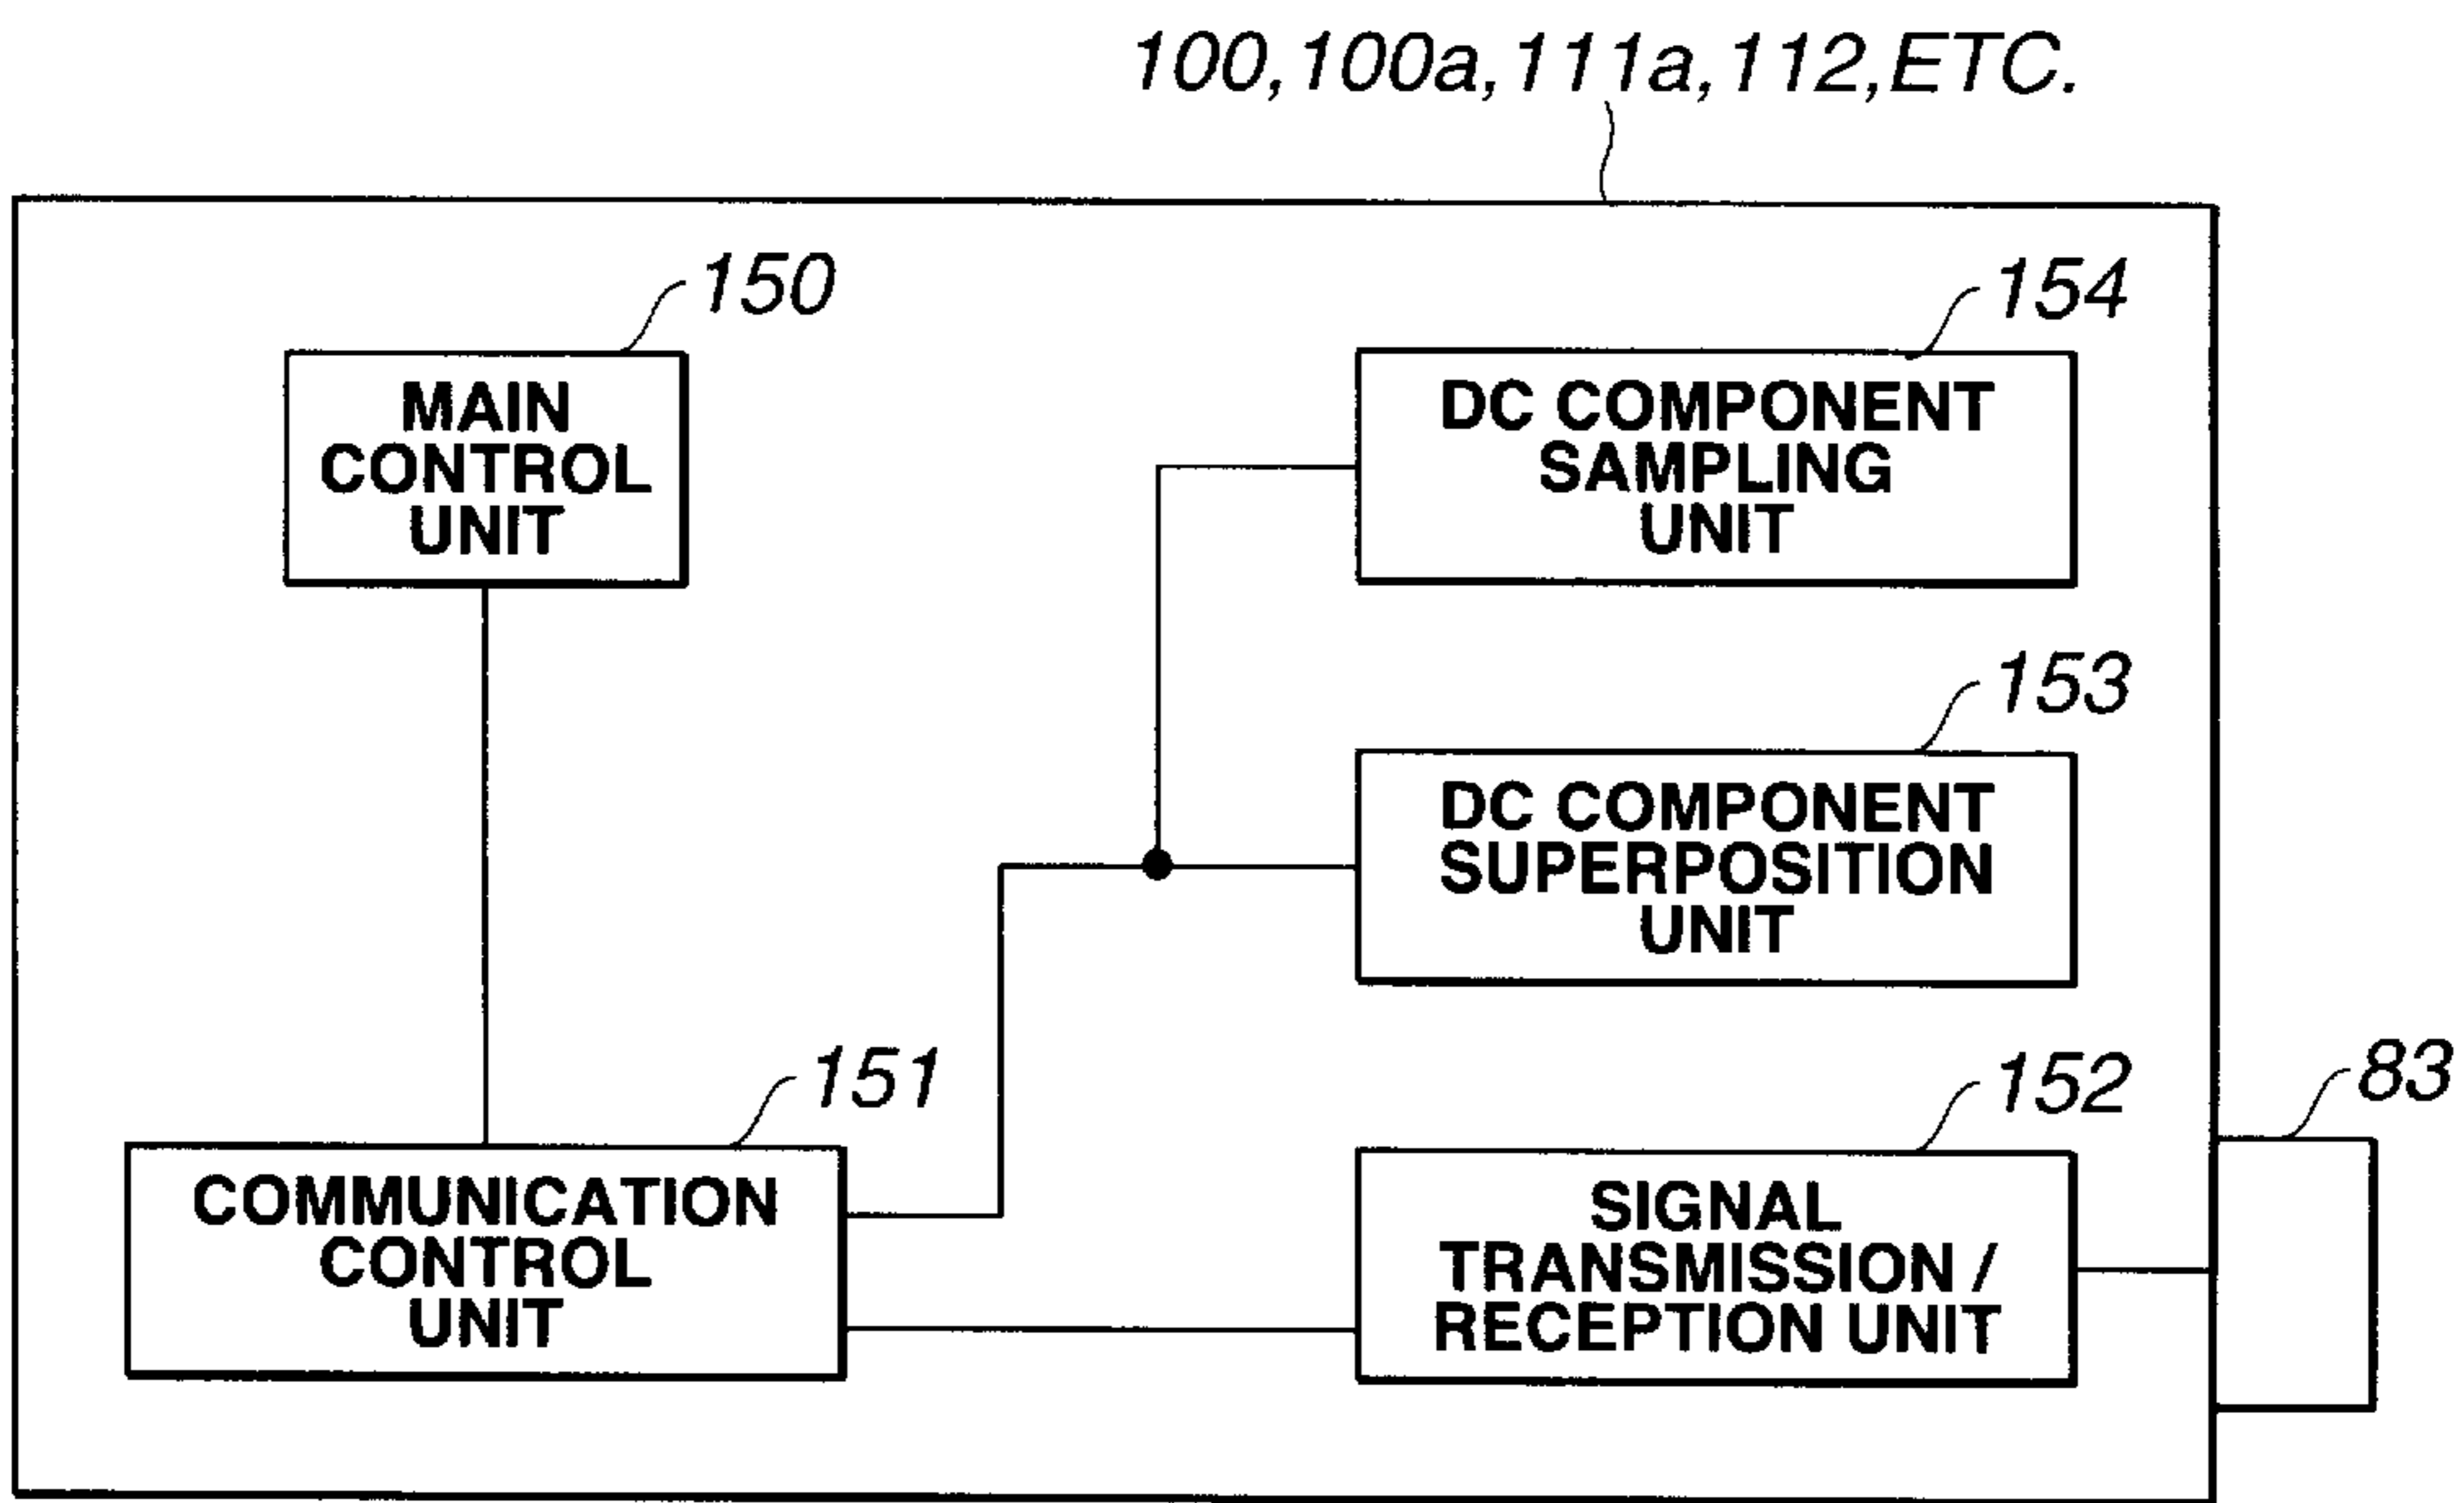 100,100a,111a,112,ETC.
150
MAIN
CONTROL
UNIT
154
DC COMPONENT
SAMPLING
UNIT
153
DC COMPONENT
SUPERPOSITION
UNIT
151
COMMUNICATION
CONTROL
UNIT
152
SIGNAL
TRANSMISSION /
RECEPTION UNIT
83